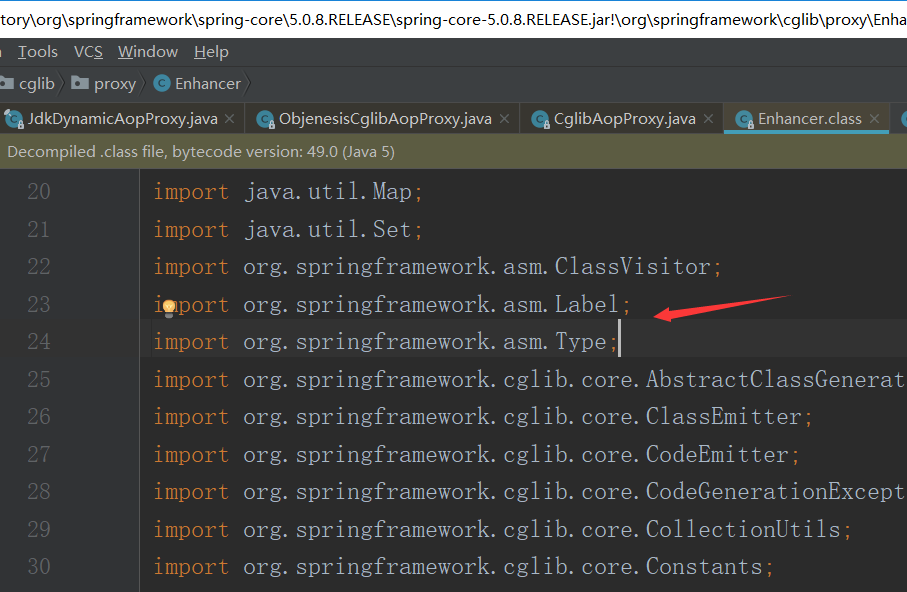 tory\org\springframework\spring-core\5.0.8.RELEASE\spring-core-5.0.8.RELEASE.jar!\org\springframework\cglib\proxy\Enha
Tools VCS Window Help
cglib proxy Enhancer
JdkDynamicAopProxy.java ObjenesisCglibAopProxy.java CglibAopProxy.java Enhancer.class
Decompiled .class file, bytecode version: 49.0 (Java 5)
20 import java.util.Map;
21 import java.util.Set;
22 import org.springframework.asm.ClassVisitor;
23 import org.springframework.asm.Label;
24 import org.springframework.asm.Type;
25 import org.springframework.cglib.core.AbstractClassGenerat
26 import org.springframework.cglib.core.ClassEmitter;
27 import org.springframework.cglib.core.CodeEmitter;
28 import org.springframework.cglib.core.CodeGenerationExcept
29 import org.springframework.cglib.core.CollectionUtils;
30 import org.springframework.cglib.core.Constants;